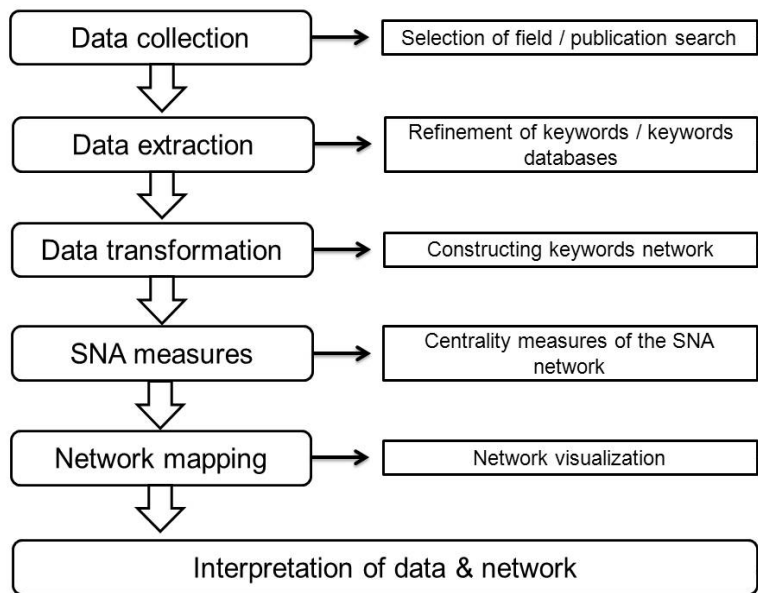 Data collection
Selection of field / publication search
Data extraction
Refinement of keywords / keywords
databases
Data transformation
Constructing keywords network
SNA measures
Centrality measures of the SNA
network
Network mapping
Network visualization
Interpretation of data & network